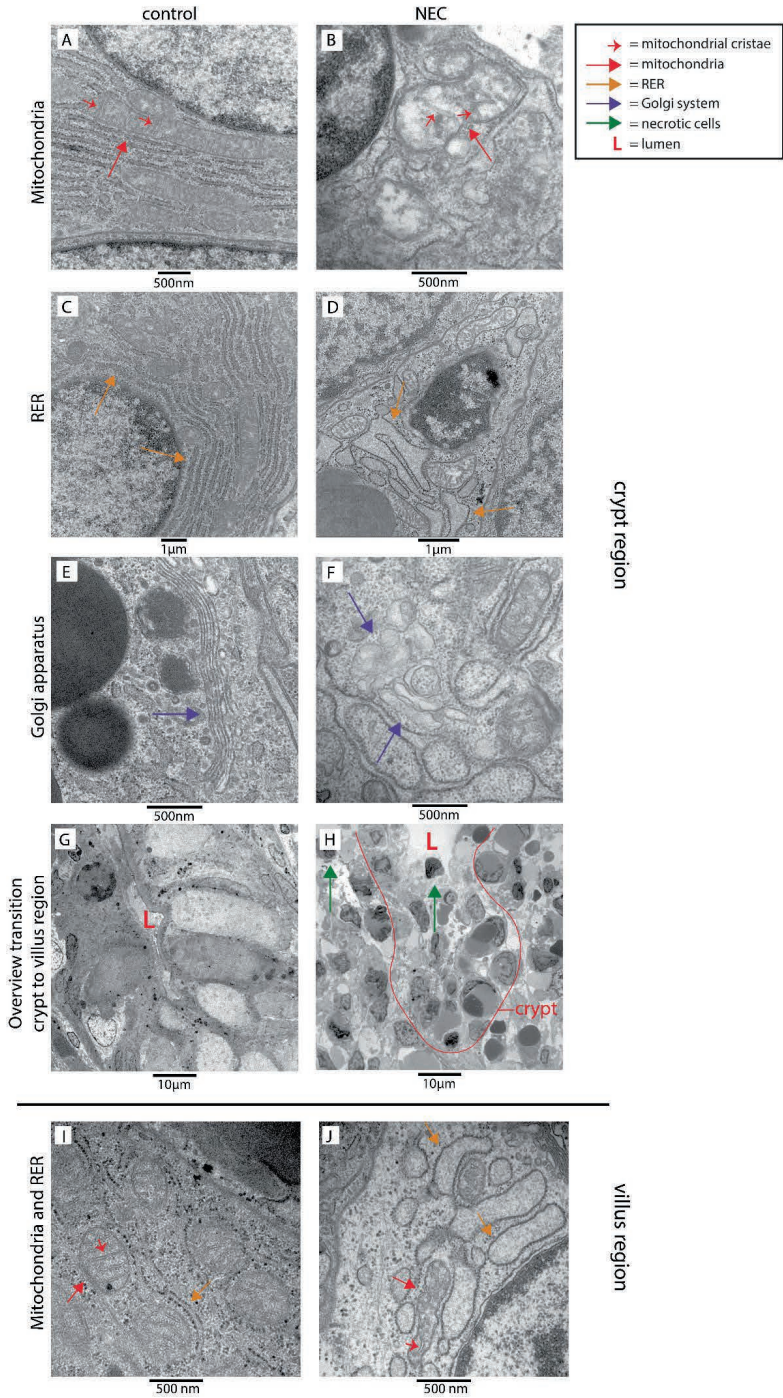 control
NEC
A
B
Mitochondria
500nm
500nm
= mitochondrial cristae
= mitochondria
= RER
= Golgi system
= necrotic cells
L = lumen
C
D
RER
1µm
1µm
crypt region
E
F
Golgi apparatus
500nm
500nm
G
H
Overview transition
crypt to villus region
L
L
crypt
10µm
10µm
I
J
Mitochondria and RER
500 nm
500 nm
villus region